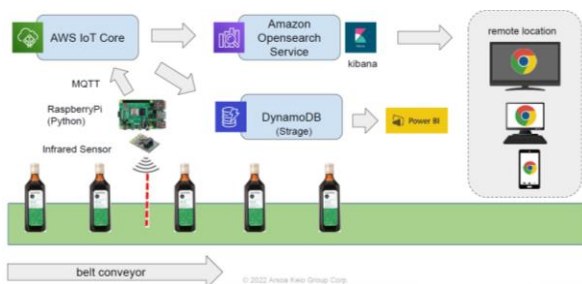 AWS IoT Core
Amazon
Opensearch
Service
kibana
remote location
MQTT
RaspberryPi
(Python)
Infrared Sensor
DynamoDB
(Strage)
Power BI
belt conveyor
© 2022 Arsoa Keio Group Corp.